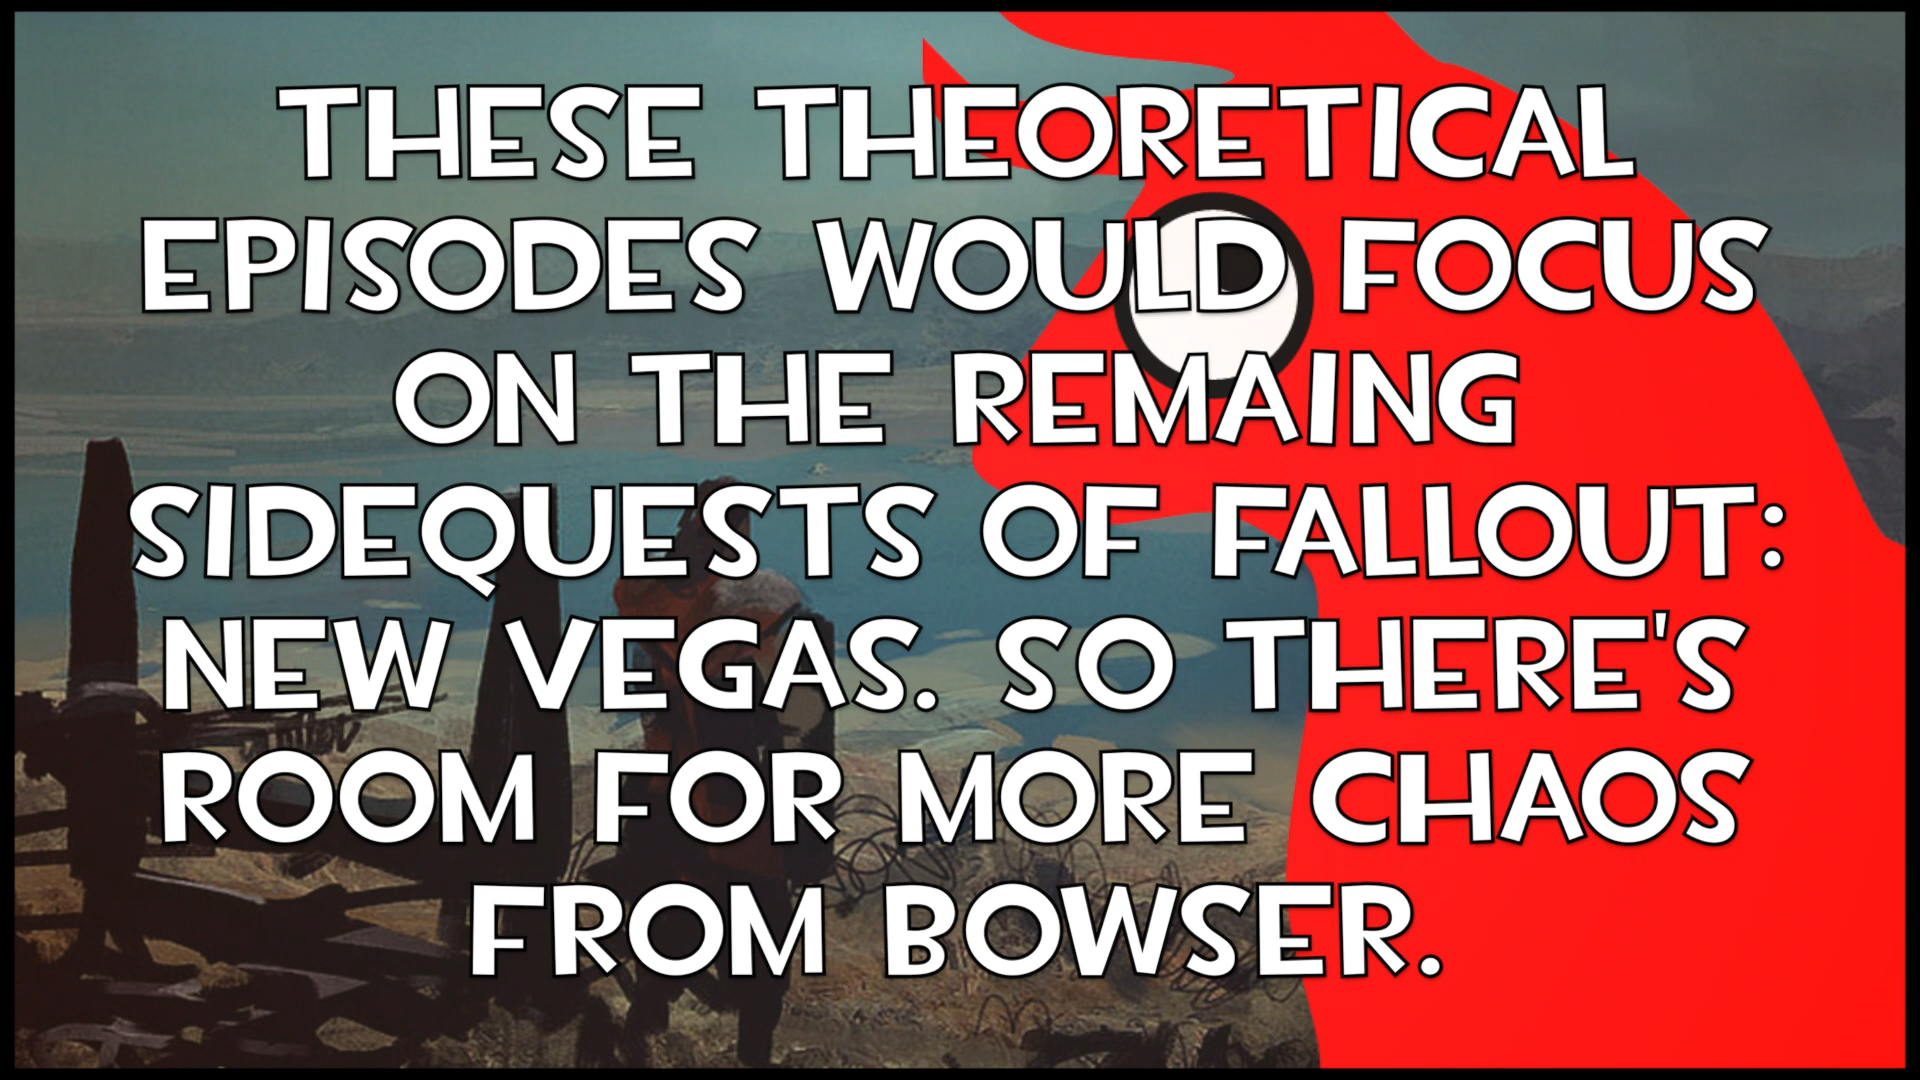 THESE THEORETICAL
EPISODES WOULD FOCUS
ON THE REMAING
SIDEQUESTS OF FALLOUT:
NEW VEGAS. SO THERE'S
ROOM FOR MORE CHAOS
FROM BOWSER.